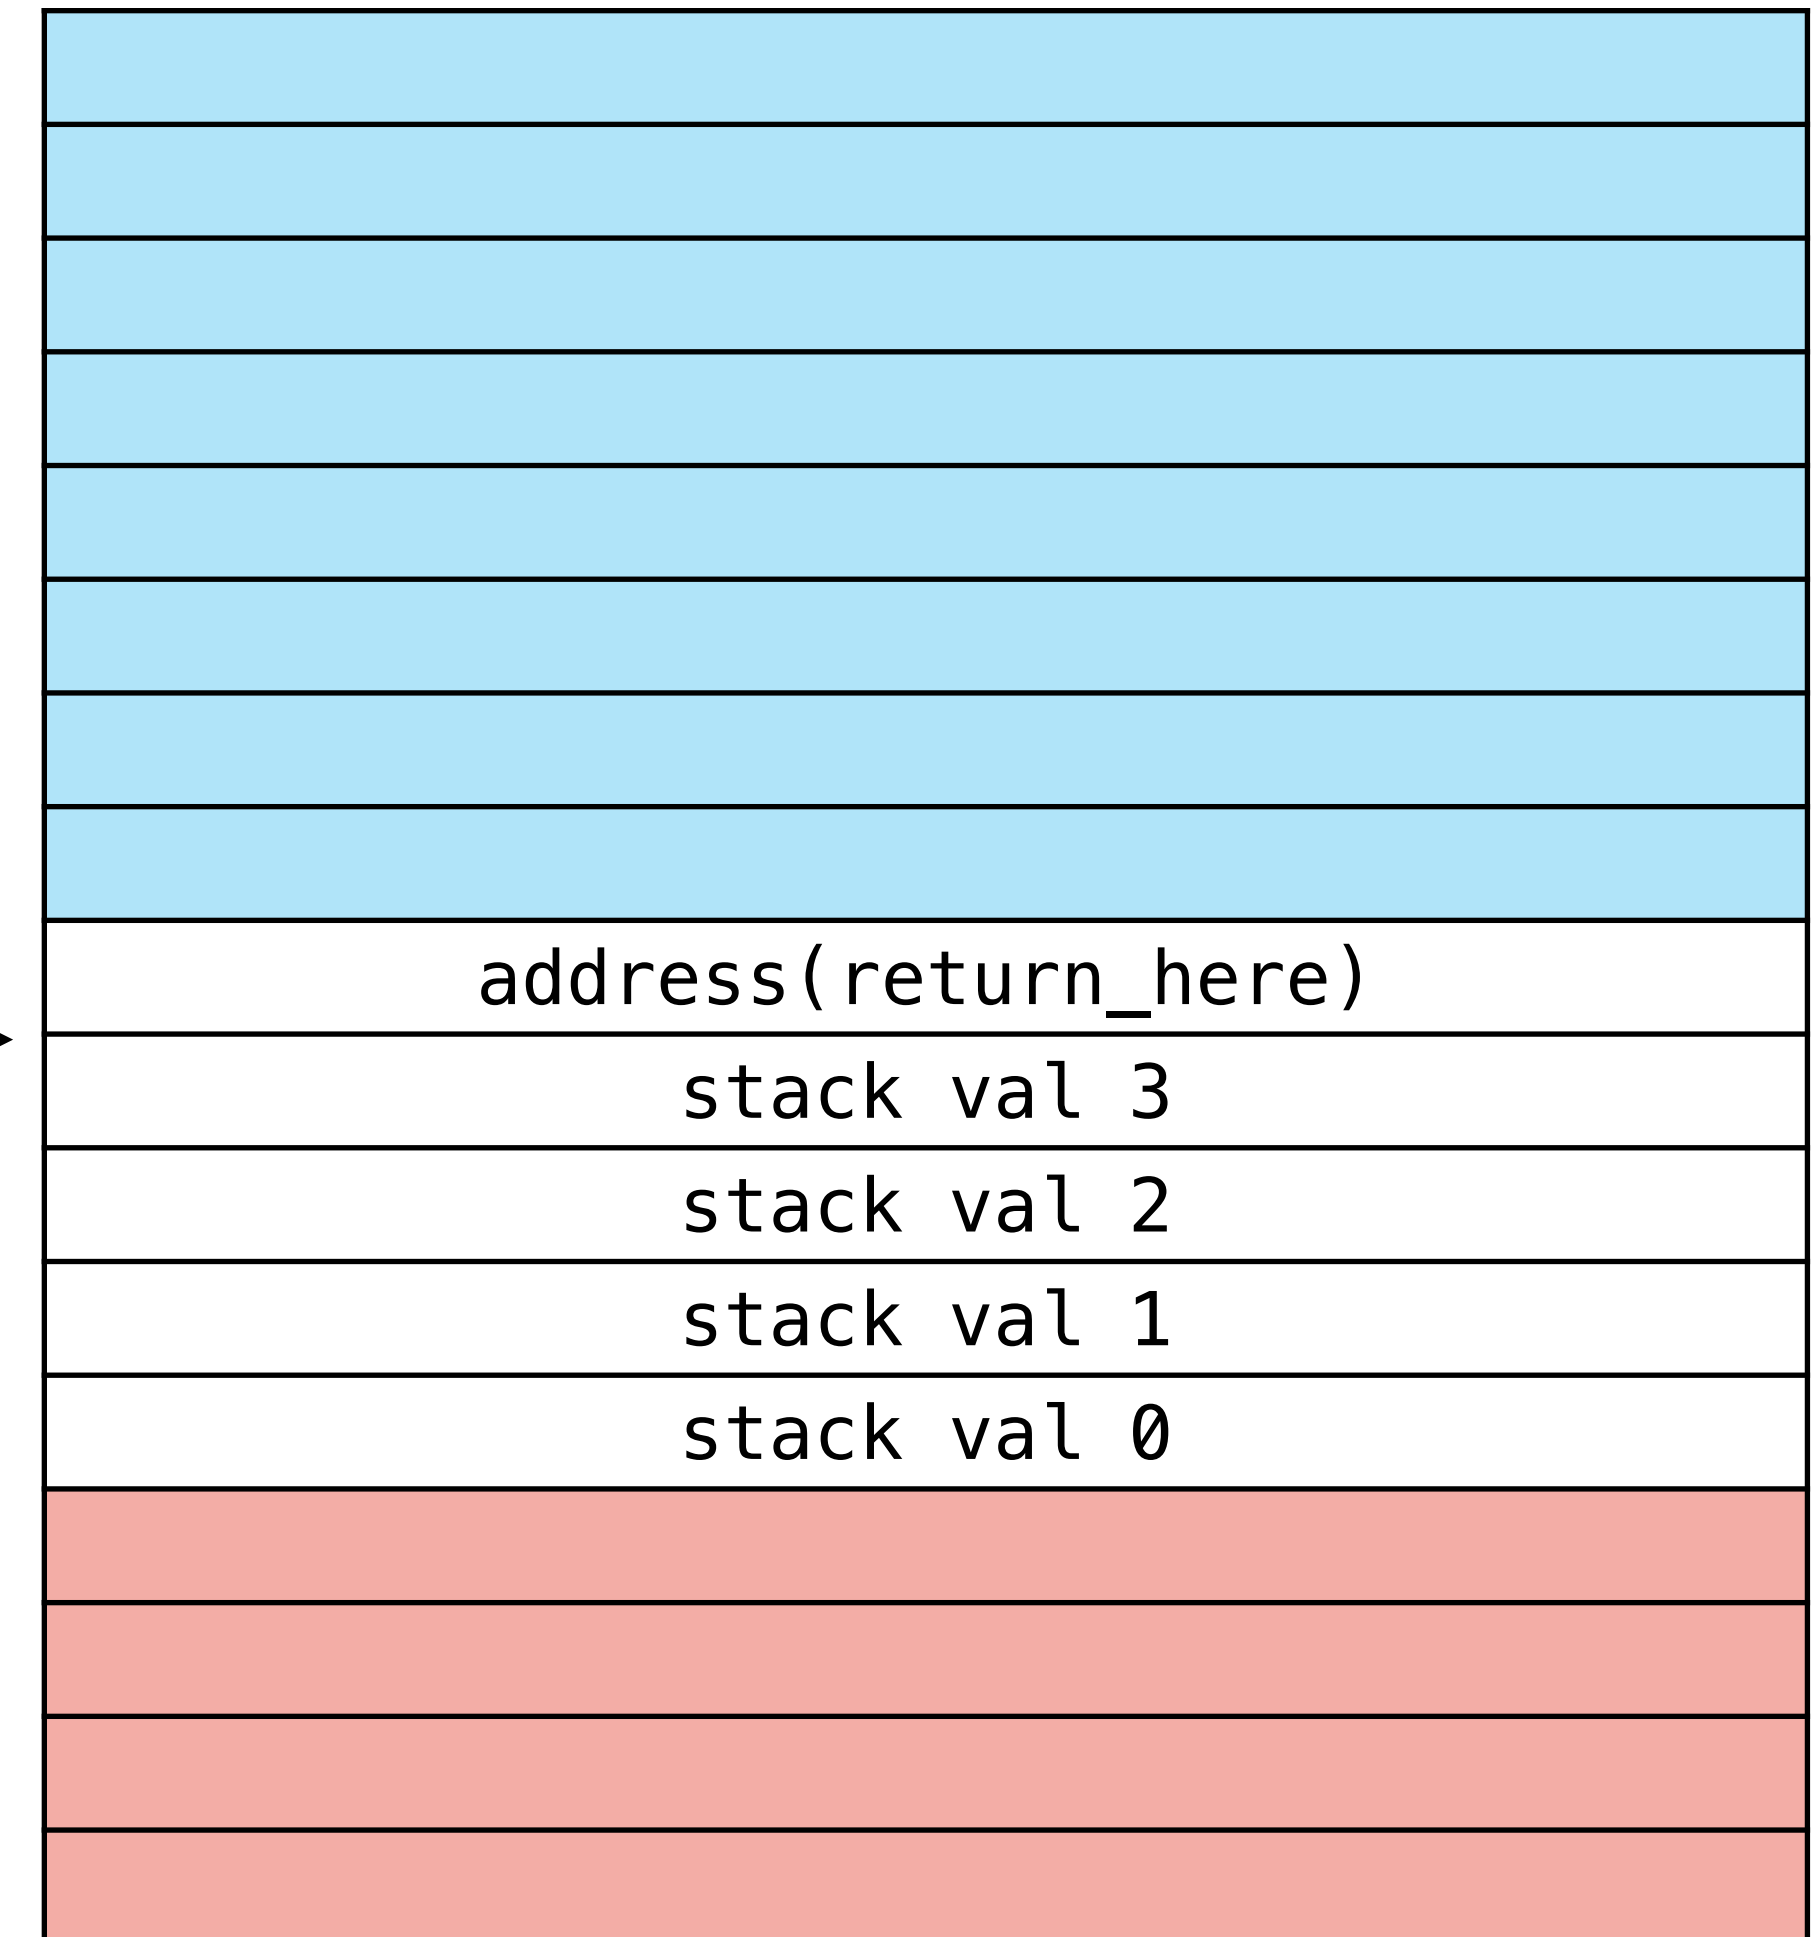 address(return_here)
stack val 3
stack val 2
stack val 1
stack val 0